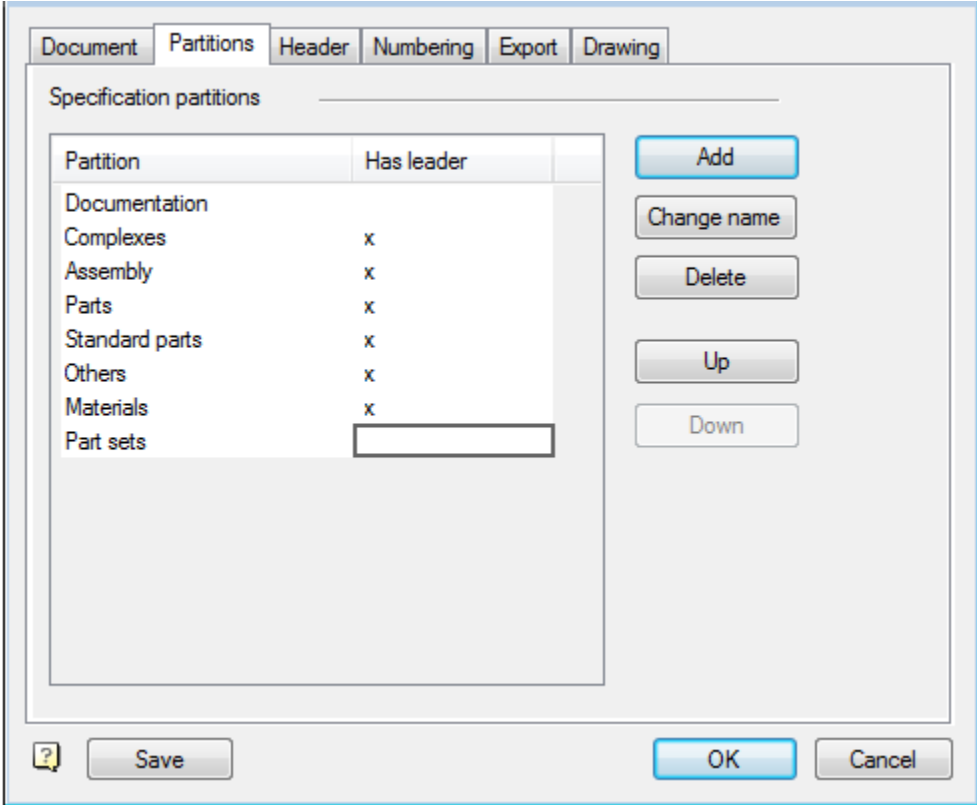 Document Partitions Header Numbering Export Drawing
Specification partitions
Partition Has leader
Add
Documentation
Change name
Complexes x
Assembly x
Delete
Parts x
Standard parts x
Up
Others x
Materials x
Down
Part sets
? Save OK Cancel